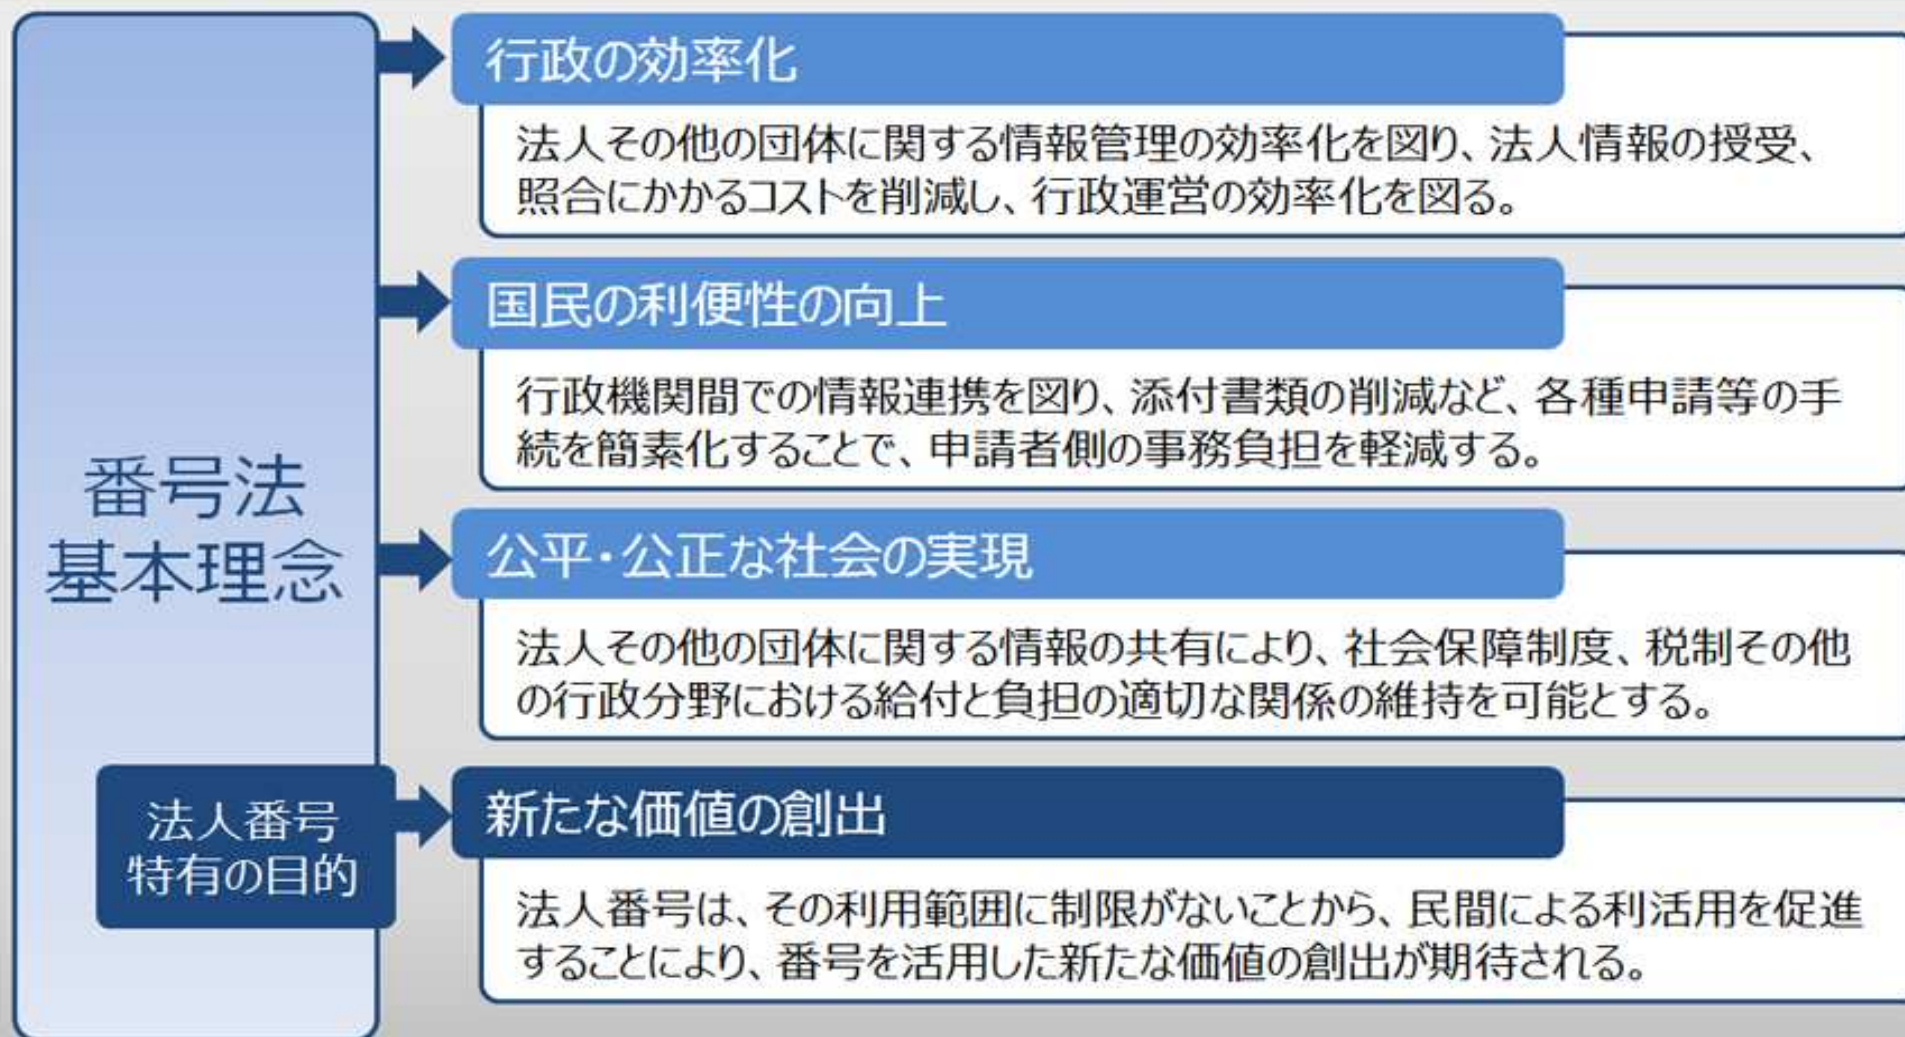 番号法
基本理念
行政の効率化
法人その他の団体に関する情報管理の効率化を図り、法人情報の授受、
照合にかかるコストを削減し、行政運営の効率化を図る。
国民の利便性の向上
行政機関間での情報連携を図り、添付書類の削減など、各種申請等の手
続を簡素化することで、申請者側の事務負担を軽減する。
公平・公正な社会の実現
法人その他の団体に関する情報の共有により、社会保障制度、税制その他
の行政分野における給付と負担の適切な関係の維持を可能とする。
法人番号
特有の目的
新たな価値の創出
法人番号は、その利用範囲に制限がないことから、民間による利活用を促進
することにより、番号を活用した新たな価値の創出が期待される。